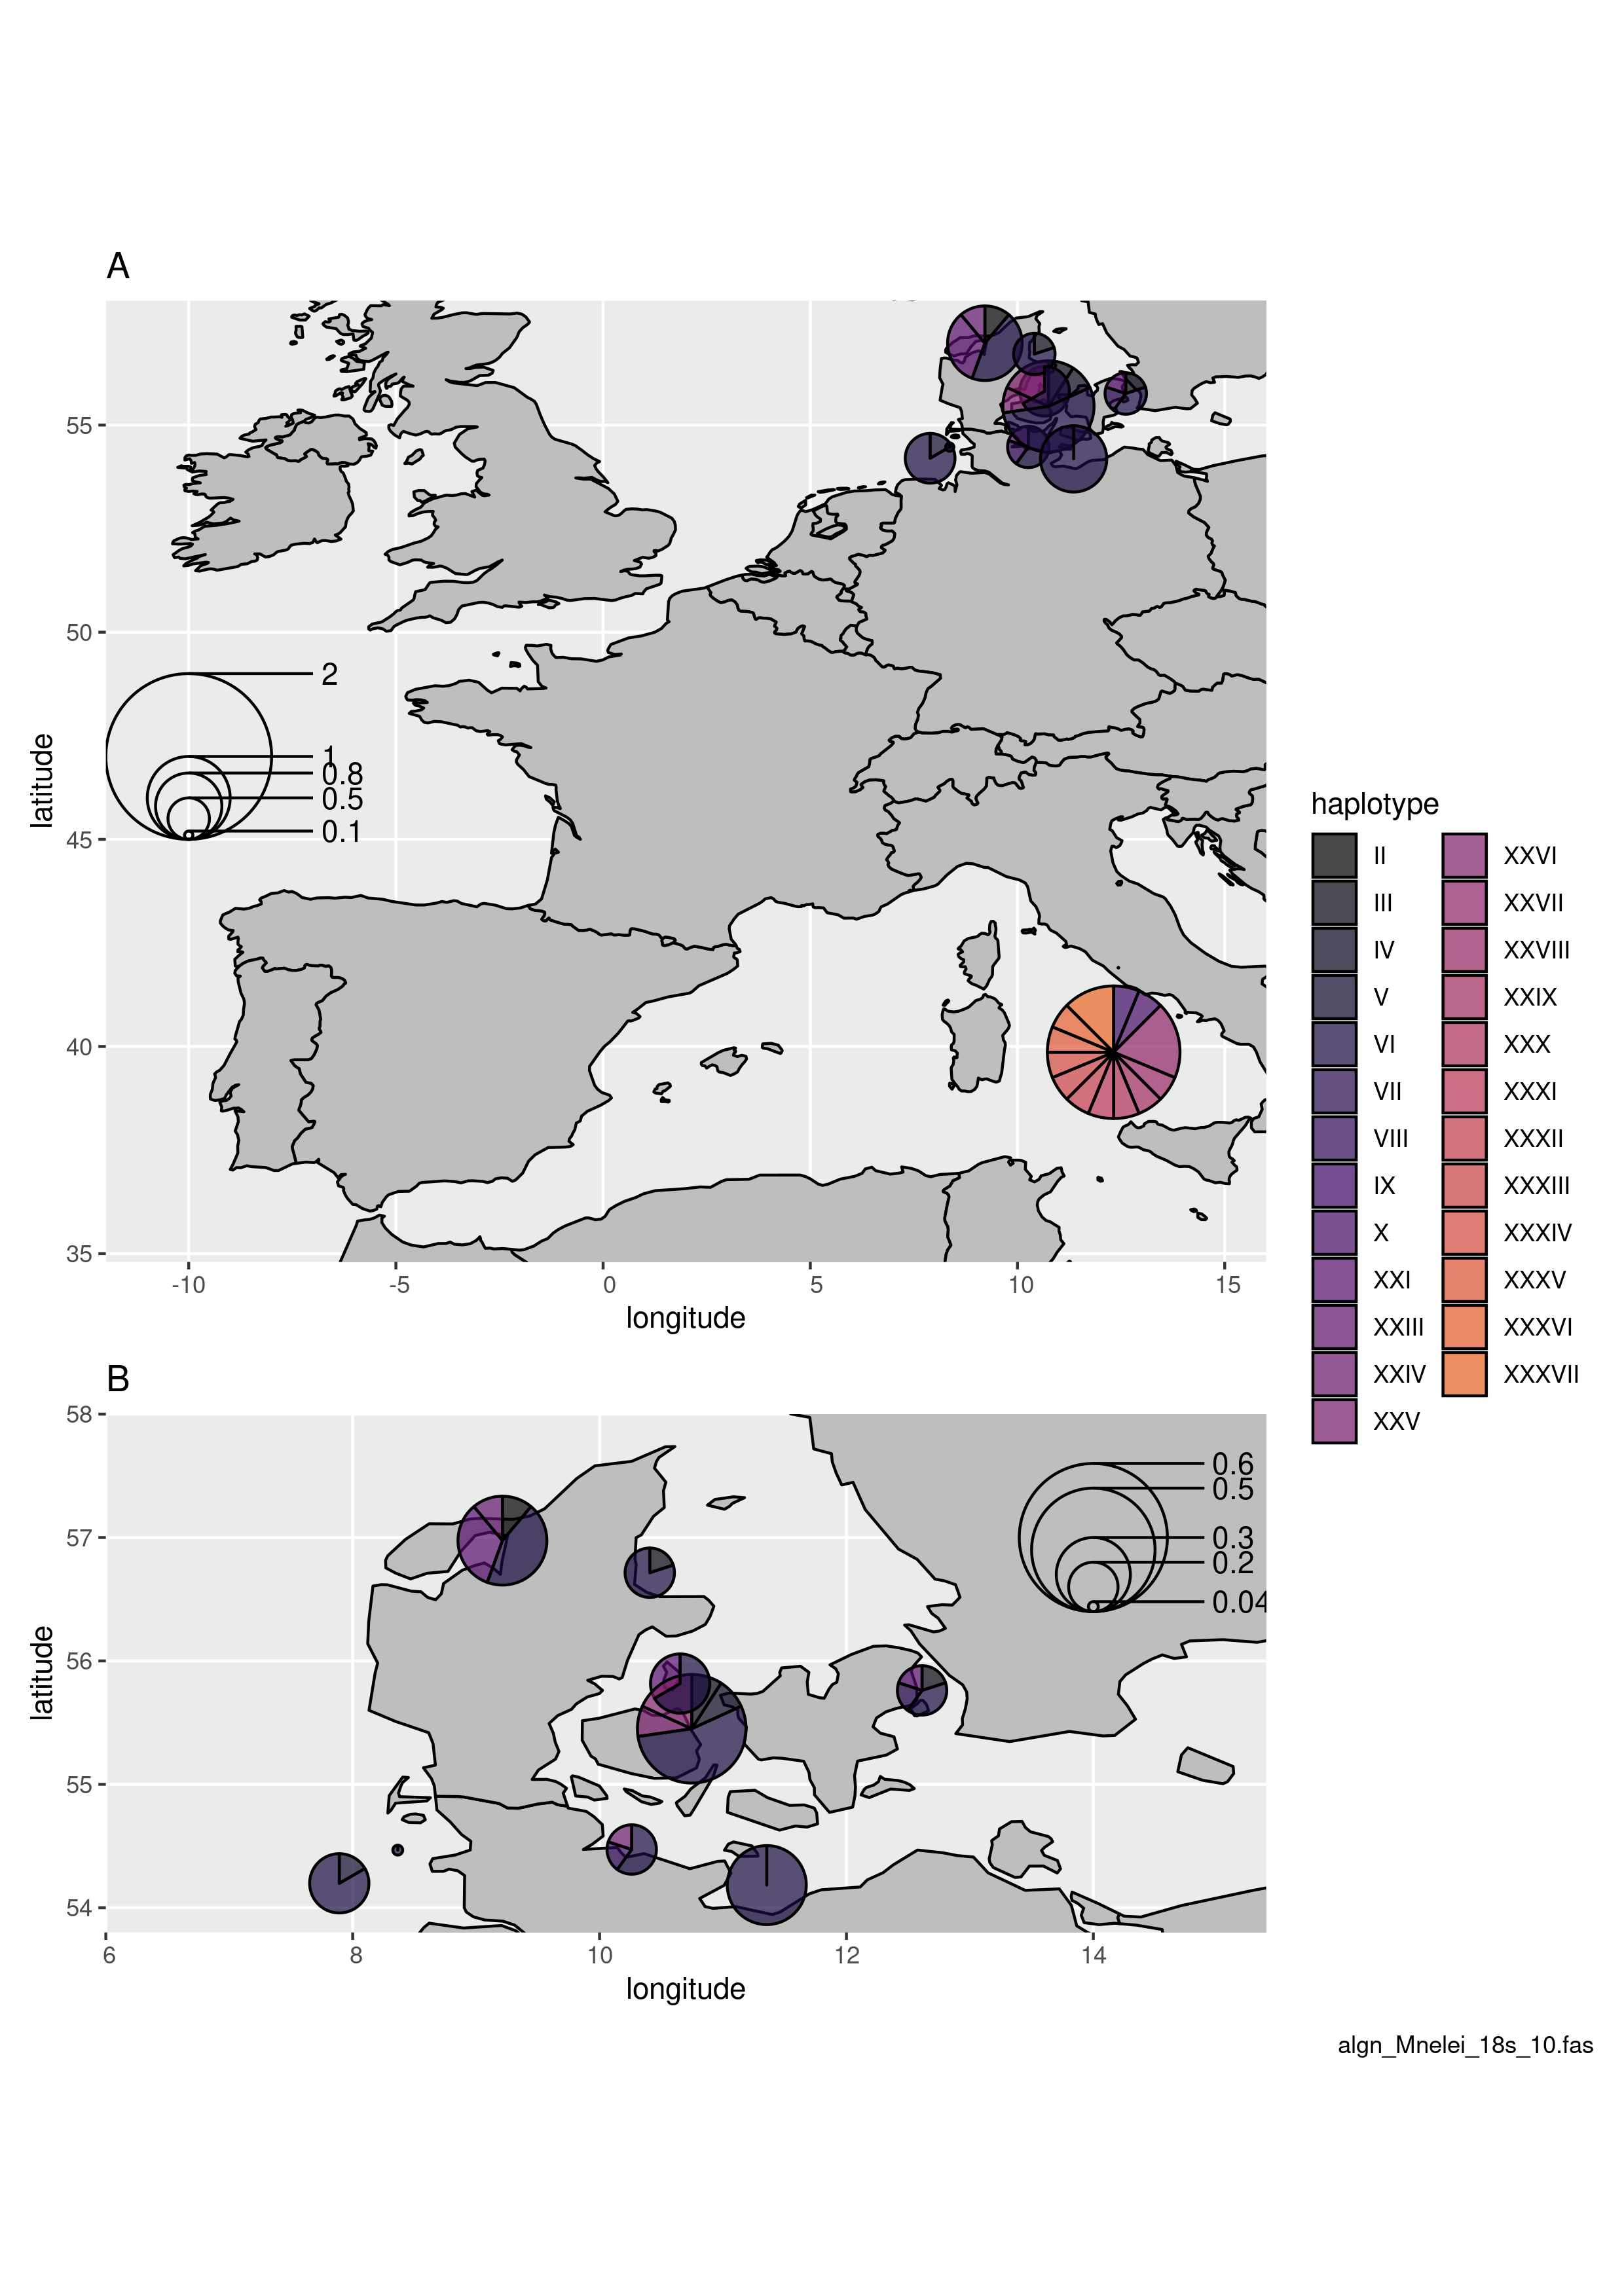 A
55
50
45
40
35
latitude
2
1
0.8
0.5
0.1
-10
-5
0
5
10
15
longitude
haplotype
II
III
IV
V
VI
VII
VIII
IX
X
XXI
XXIII
XXIV
XXV
XXVI
XXVII
XXVIII
XXIX
XXX
XXXI
XXXII
XXXIII
XXXIV
XXXV
XXXVI
XXXVII
B
58
57
56
55
54
latitude
0.6
0.5
0.3
0.2
0.04
6
8
10
12
14
longitude
algn_Mnelei_18s_10.fas